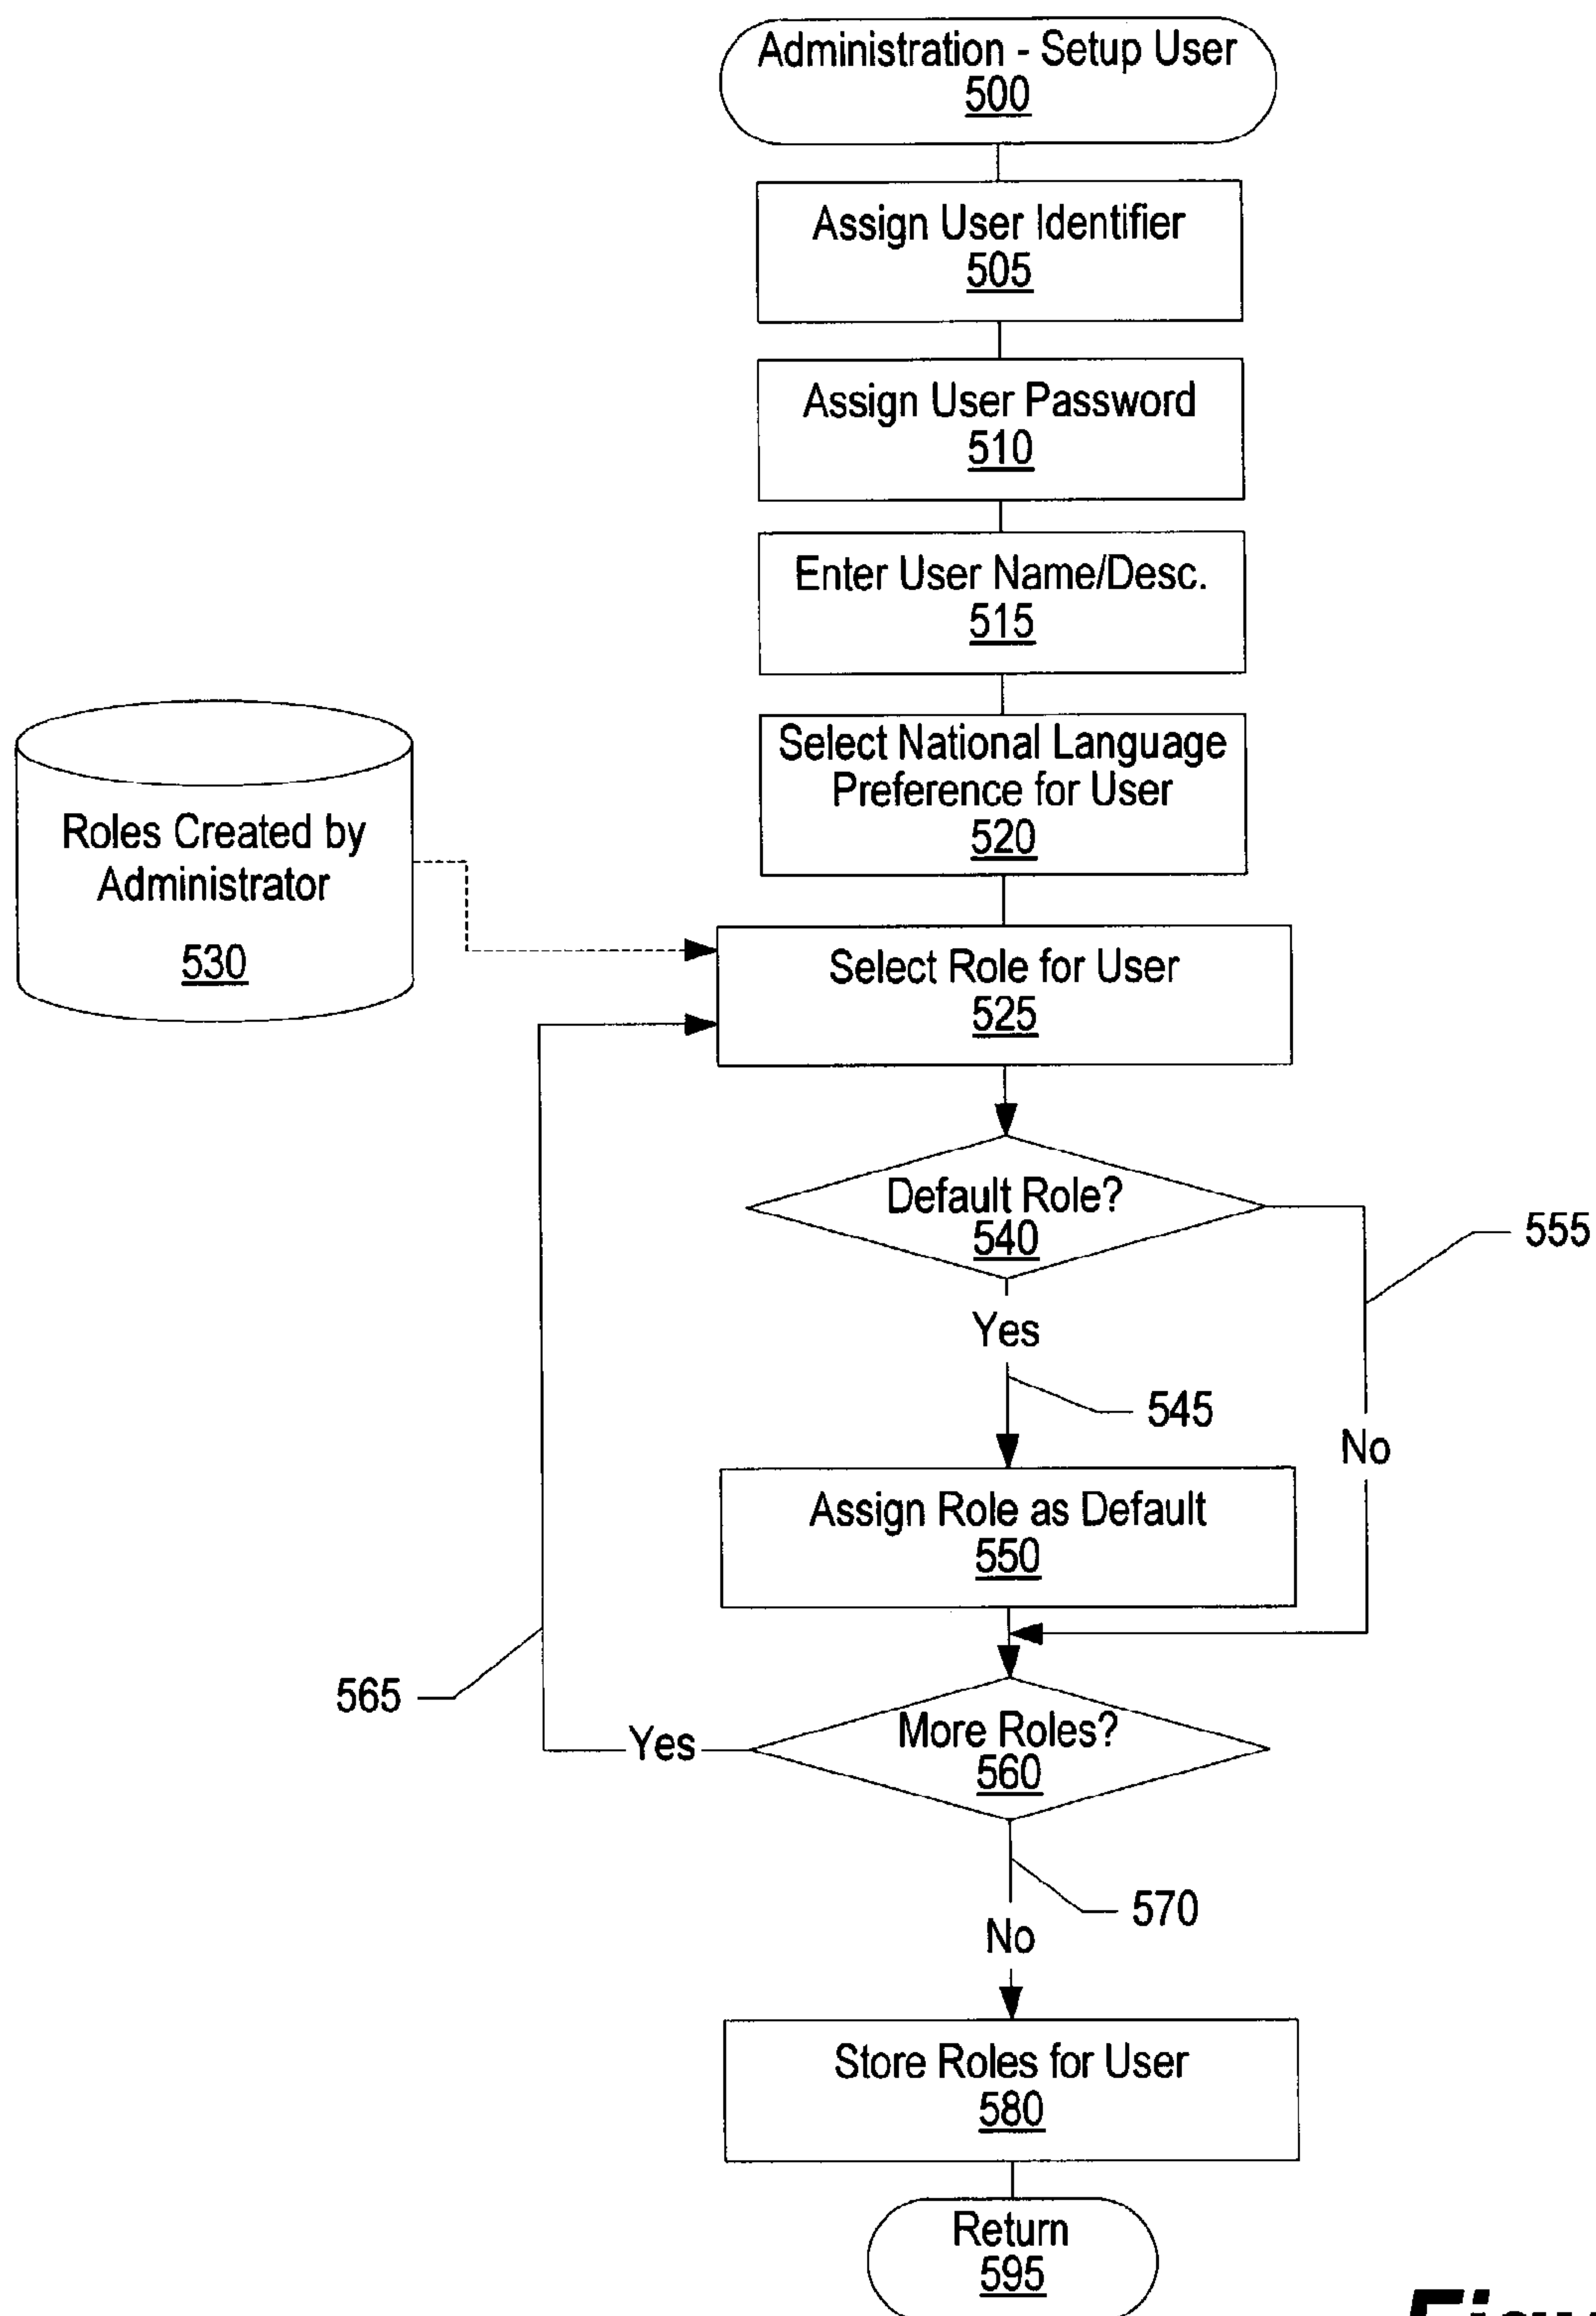 Administration - Setup User
500
Assign User Identifier
505
Assign User Password
510
Enter User Name/Desc.
515
Select National Language
Preference for User
520
Roles Created by
Administrator
530
Select Role for User
525
Default Role?
540
555
Yes
545
No
Assign Role as Default
550
565
More Roles?
560
Yes
570
No
Store Roles for User
580
Return
595